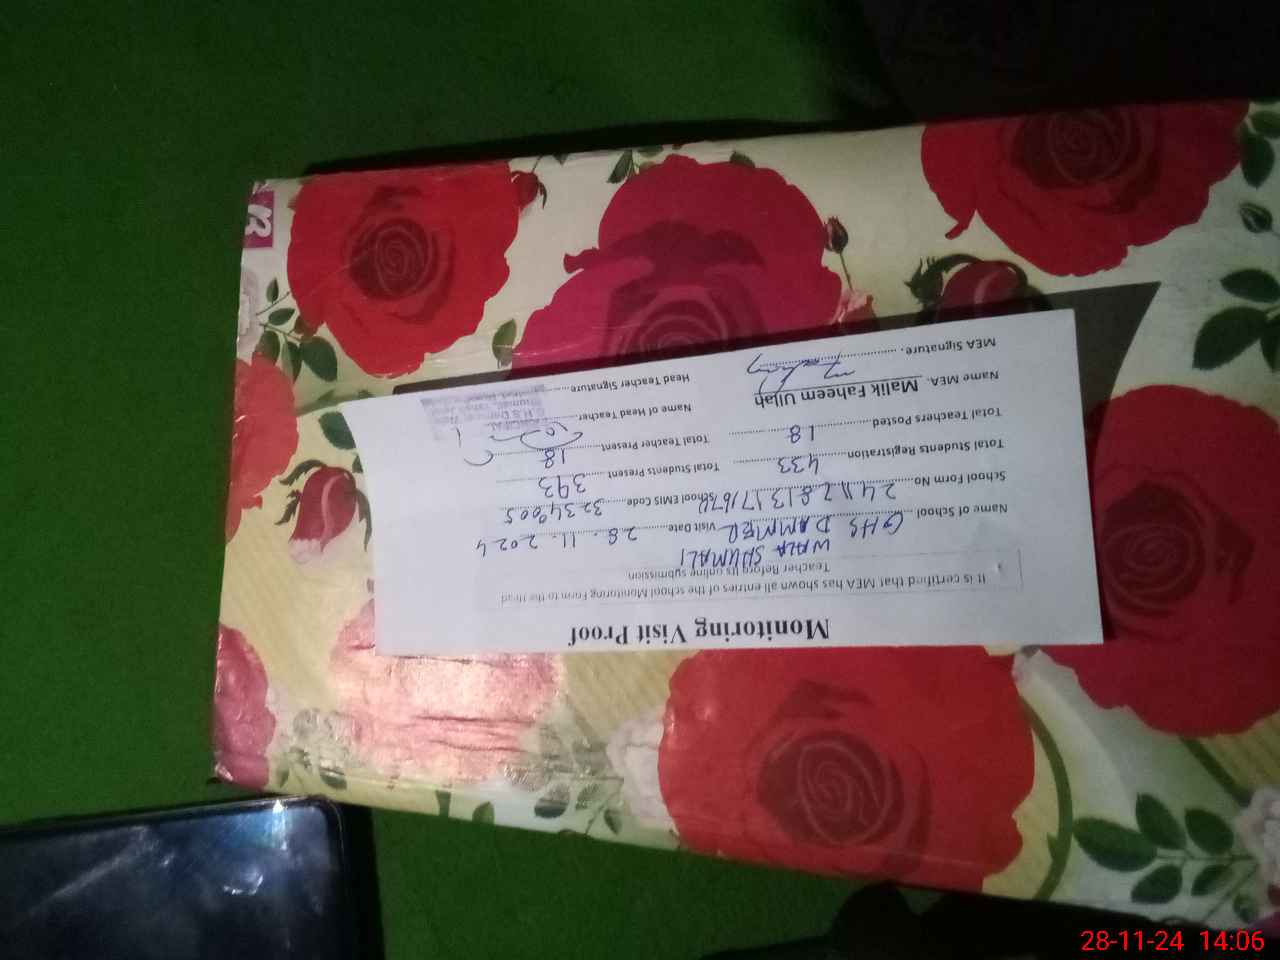 Monitoring Visit Proof
It is certified that MEA has shown all entries of the school Monitoring Form to the Head
Teacher Before its online submission
WALA SHUMALI
Name of School GHS DAMMER Visit Date 28-11-2024
School Form No School EMIS Code
Total Students Registration 433 Total Students Present 393
Total Teachers Posted 18 Total Teacher Present 18
Name MEA. Malik Faheem Ullah Name of Head Teacher
MEA Signature. Head Teacher Signature
PRINCIPAL
28-11-24 14:06